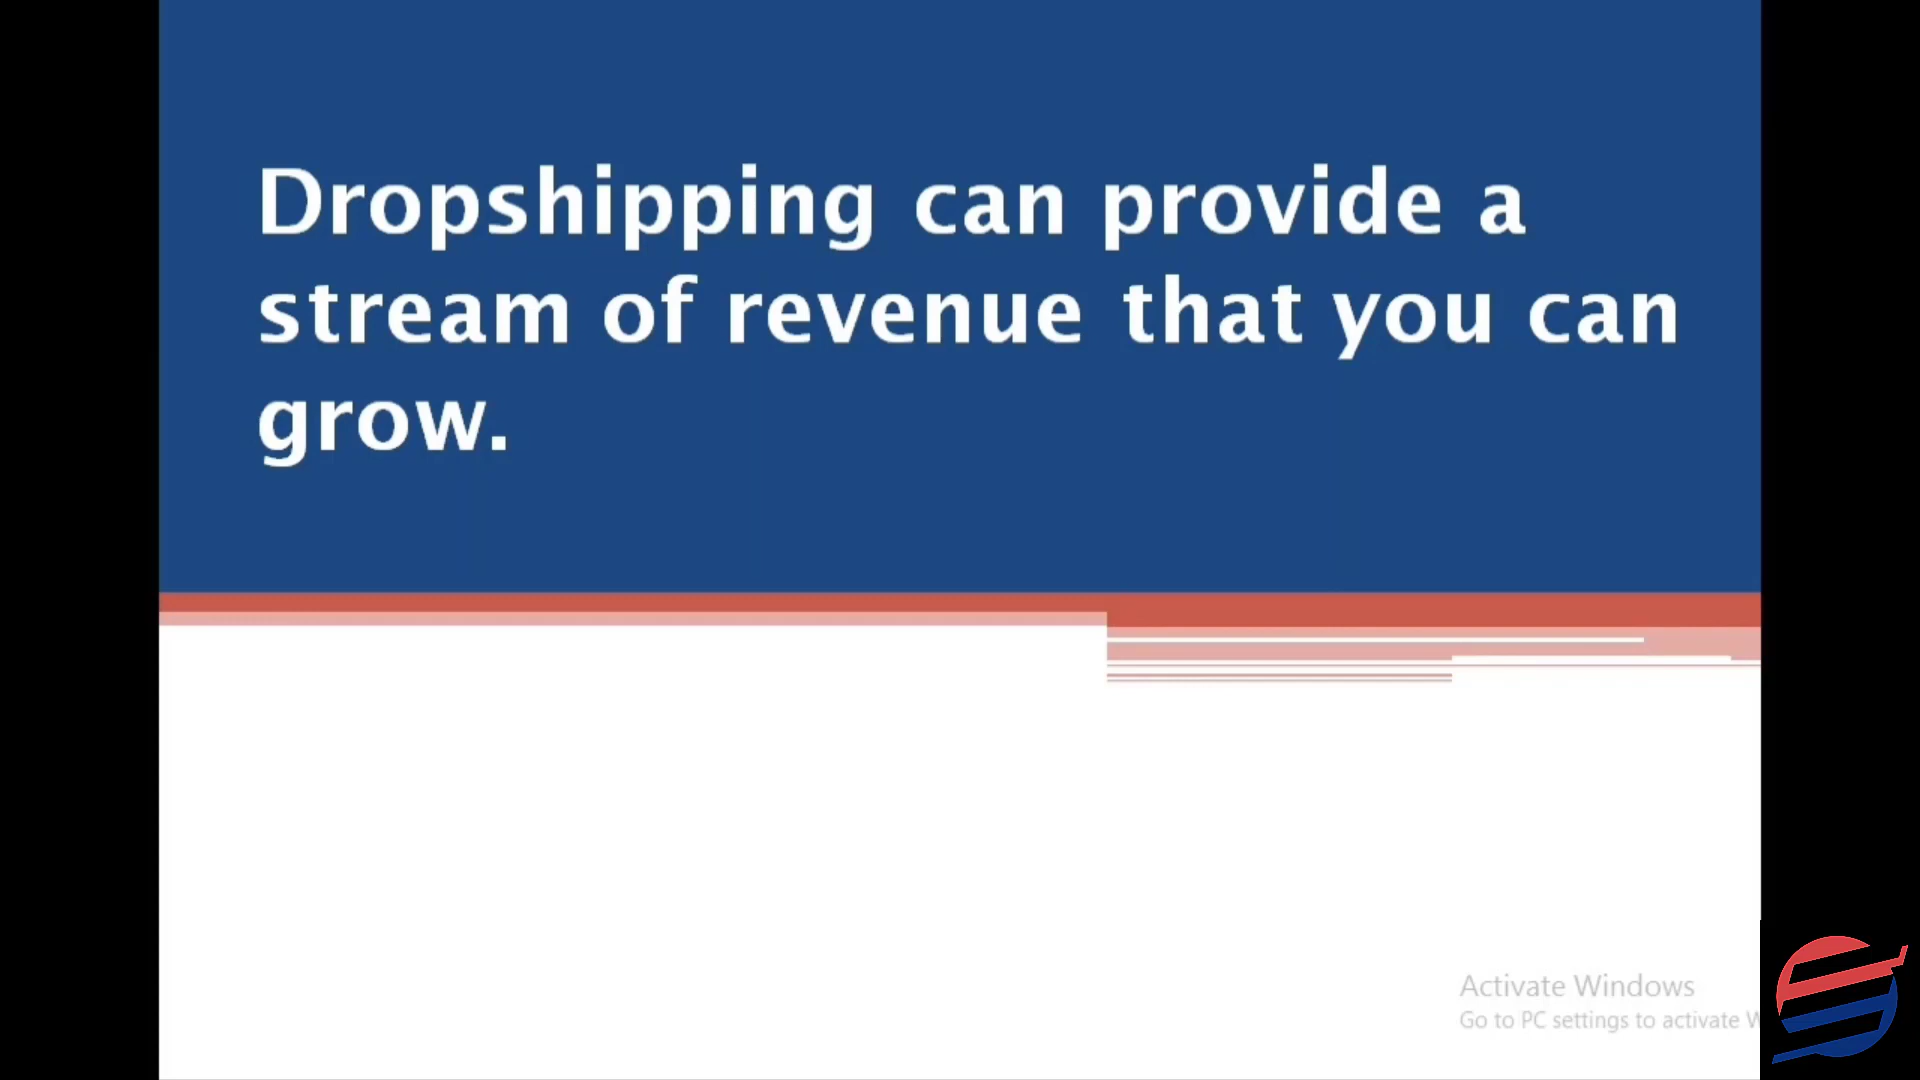 Dropshipping can provide a
stream of revenue that you can
grow.
Activate Windows
Go to PC settings to activate W